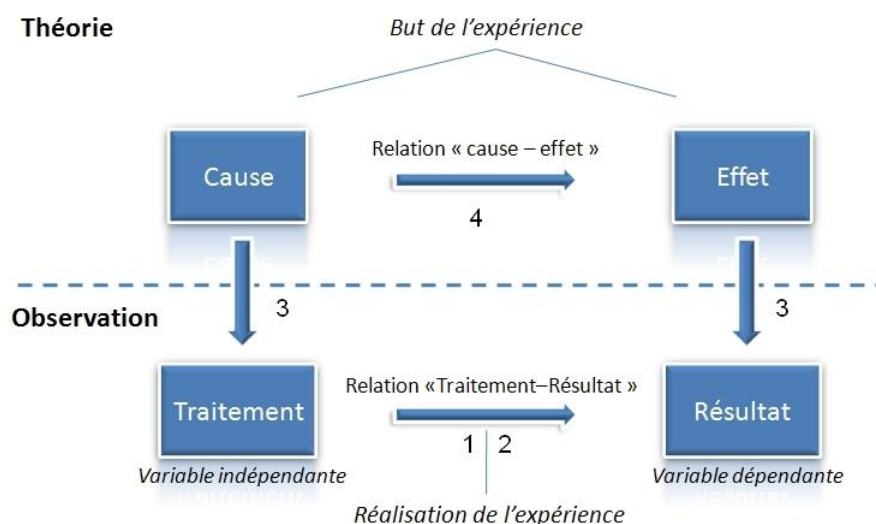 Théorie
But de l’expérience
Relation « cause – effet »
Cause
Effet
4
3
3
Observation
Relation «Traitement–Résultat »
Traitement
Résultat
1
2
Variable indépendante
Variable dépendante
Réalisation de l’expérience